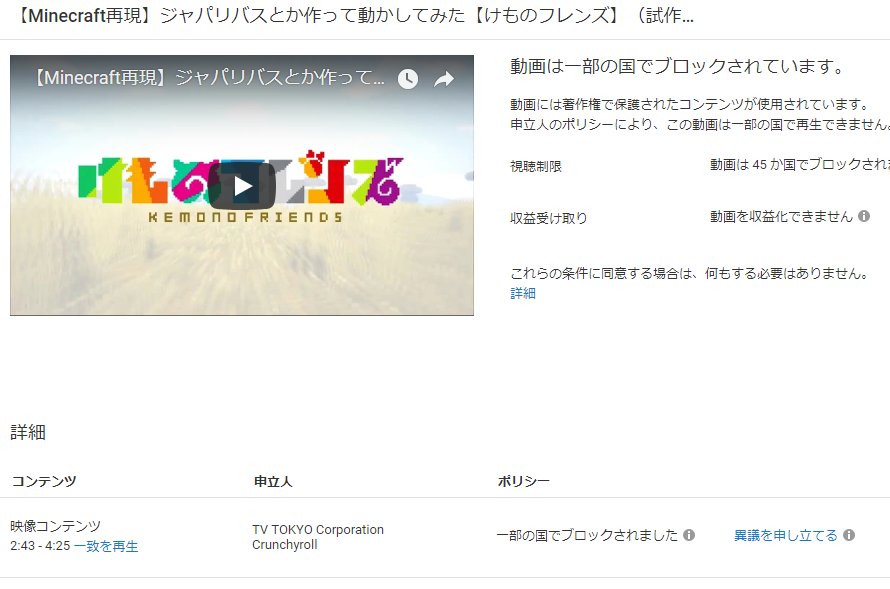 【Minecraft再現】ジャパリバスとか作って動かしてみた【けものフレンズ】（試作...
【Minecraft再現】ジャパリバスとか作って...
けものフレンズ
KEMONO FRIENDS
動画は一部の国でブロックされています。
動画には著作権で保護されたコンテンツが使用されています。
申立人のポリシーにより、この動画は一部の国で再生できません。
視聴制限 動画は 45 か国でブロックされ
収益受け取り 動画を収益化できません
これらの条件に同意する場合は、何もする必要はありません。
詳細
詳細
コンテンツ 申立人 ポリシー
映像コンテンツ
2:43 - 4:25 一致を再生
TV TOKYO Corporation
Crunchyroll
一部の国でブロックされました 異議を申し立てる